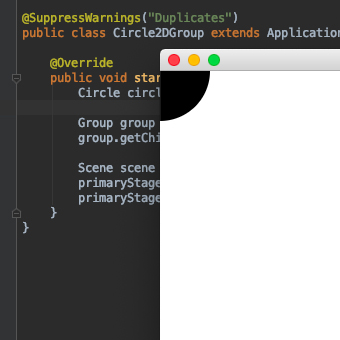 @SuppressWarnings("Duplicates")
public class Circle2DGroup extends Application
@Override
public void star
Circle circl
Group group
group.getChi
Scene scene
primaryStage
primaryStage
}
}